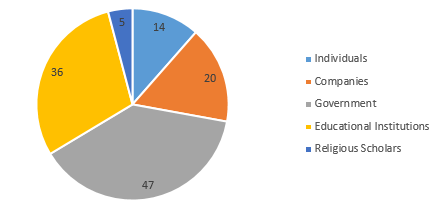 5
14
20
36
47
Individuals
Companies
Government
Educational Institutions
Religious Scholars